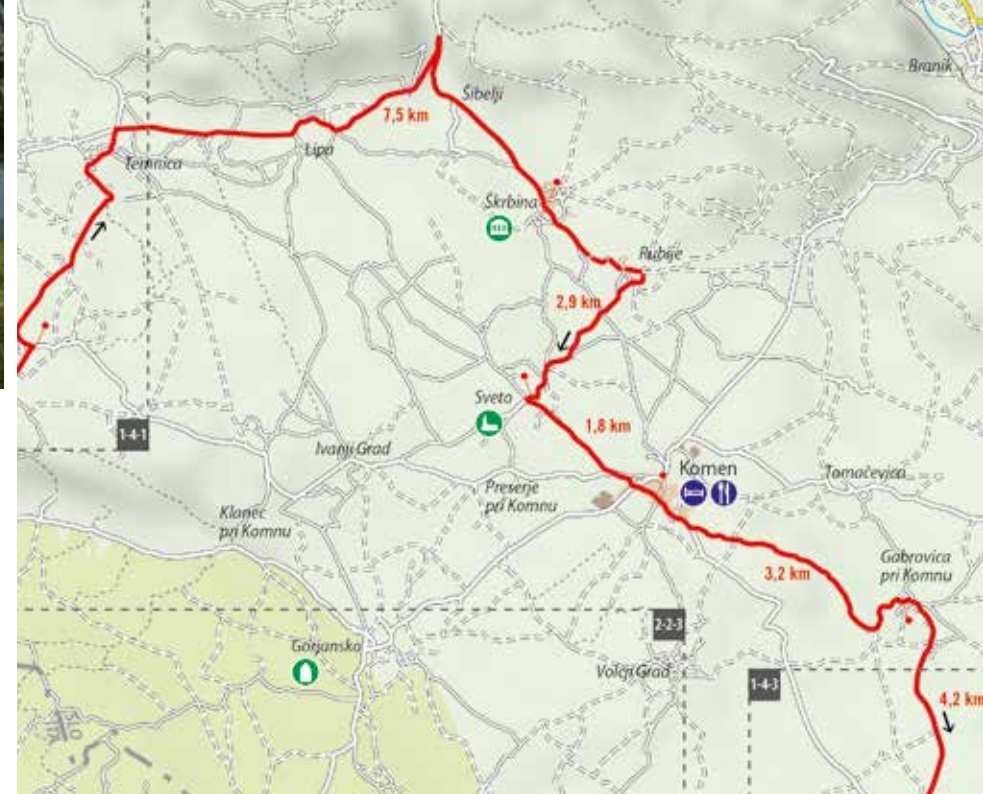 Branik
Šibelji
7,5 km
Lipa
Temnica
Škrbina
Rubije
2,9 km
Sveto
1,8 km
1-4-1
Ivanji Grad
Komen
Tomačevica
Preserje
pri Komnu
Klanec
pri Komnu
Gabrovica
pri Komnu
3,2 km
2-2-3
Gorjansko
Volčji Grad
1-4-3
4,2 km